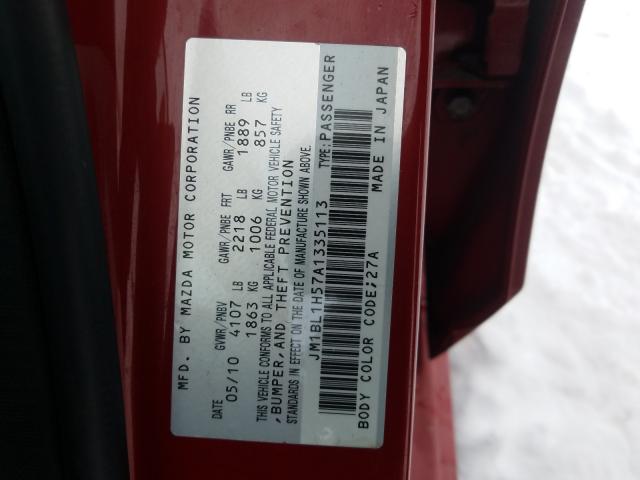 MFD. BY MAZDA MOTOR CORPORATION
DATE GVWR/PNBV GAWR/PNBE FRT GAWR/PNBE RR
05/10 4107 LB 2218 LB 1889 LB
1863 KG 1006 KG 857 KG
THIS VEHICLE CONFORMS TO ALL APPLICABLE FEDERAL MOTOR VEHICLE SAFETY
,BUMPER,AND THEFT PREVENTION
STANDARDS IN EFFECT ON THE DATE OF MANUFACTURE SHOWN ABOVE.
JM1BL1H57A1335113 TYPE:PASSENGER
BODY COLOR CODE;27A MADE IN JAPAN